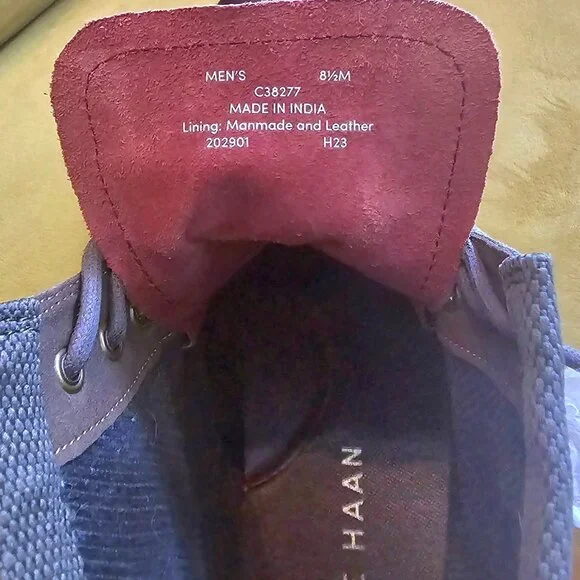 MEN'S 8½M
C38277
MADE IN INDIA
Lining: Manmade and Leather
202901 H23
E HAAN